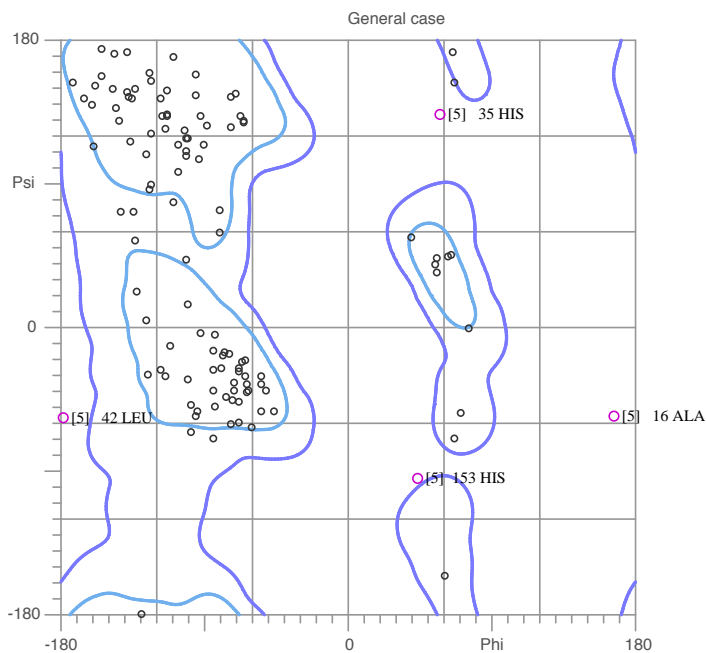 General case
180
[5] 35 HIS
Psi
0
[5] 42 LEU
[5] 16 ALA
[5] 153 HIS
-180
-180
0
Phi
180